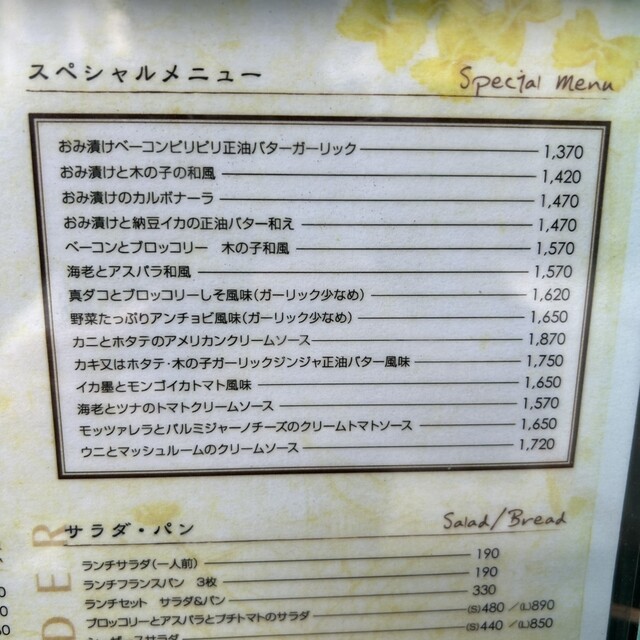 スペシャルメニュー Special Menu
おみ漬けベーコンピリピリ正油バターガーリック 1,370
おみ漬けと木の子の和風 1,420
おみ漬けのカルボナーラ 1,470
おみ漬けと納豆イカの正油バター和え 1,470
ベーコンとブロッコリー 木の子和風 1,570
海老とアスパラ和風 1,570
真ダコとブロッコリーしそ風味(ガーリック少なめ) 1,620
野菜たっぷりアンチョビ風味(ガーリック少なめ) 1,650
カニとホタテのアメリカンクリームソース 1,870
カキ又はホタテ・木の子ガーリックジンジャ正油バター風味 1,750
イカ墨とモンゴイカトマト風味 1,650
海老とツナのトマトクリームソース 1,570
モッツァレラとパルミジャーノチーズのクリームトマトソース 1,650
ウニとマッシュルームのクリームソース 1,720
サラダ・パン Salad/Bread
ランチサラダ(一人前) 190
ランチフランスパン 3枚 190
ランチセット サラダ&パン 330
ブロッコリーとアスパラとプチトマトのサラダ (S)480/(L)890
(S)440/(L)850
DER